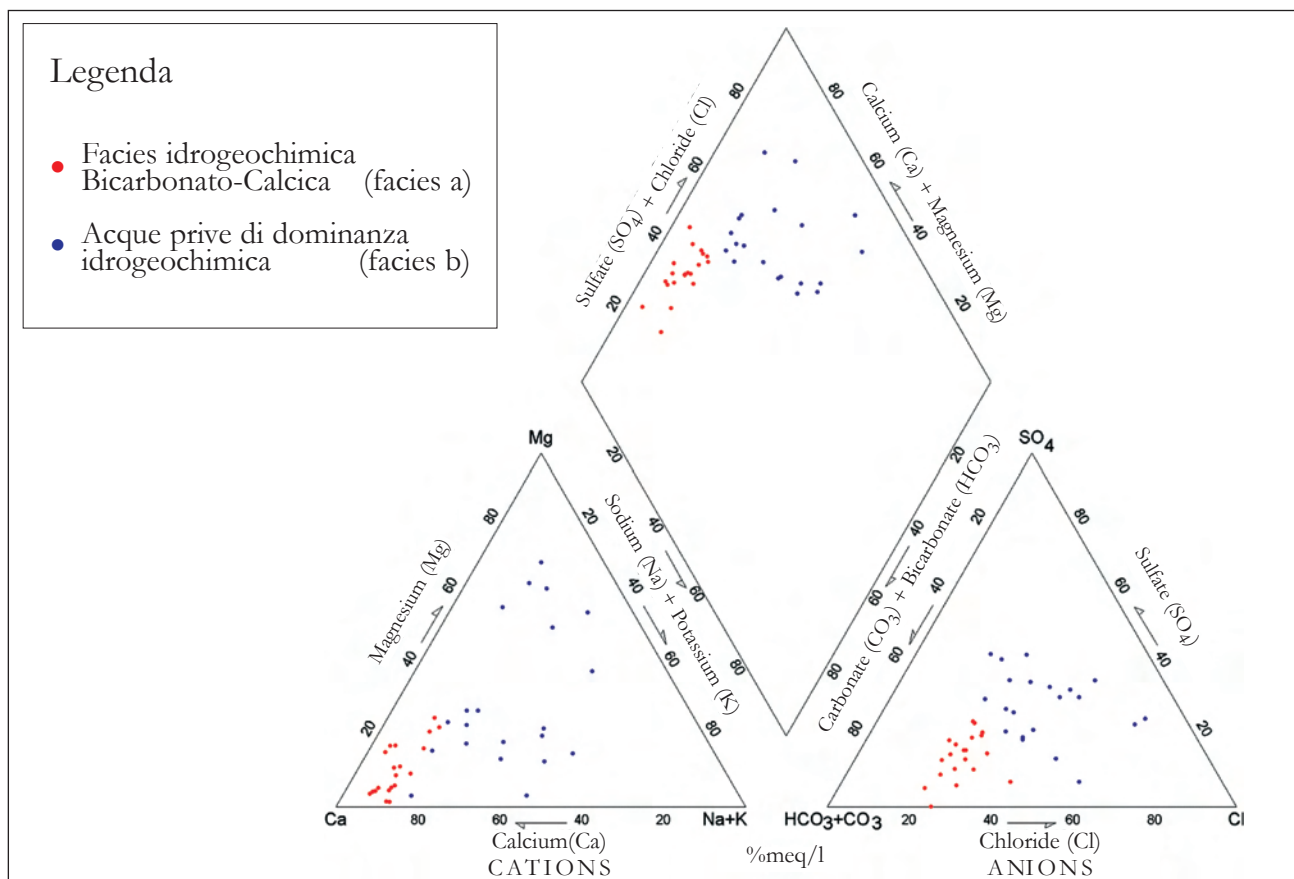 Legenda
Facies idrogeochimica
Bicarbonato-Calcica (facies a)
Acque prive di dominanza
idrogeochimica (facies b)
80
60
40
20
Sulfate (SO4) + Chloride (Cl)
80
60
40
20
Calcium (Ca) + Magnesium (Mg)
20
40
60
80
Sodium (Na) + Potassium (K)
20
40
60
80
Carbonate (CO3) + Bicarbonate (HCO3)
Mg
80
60
40
20
Magnesium (Mg)
20
40
60
80
Ca
80
60
40
20
Na+K
Calcium(Ca)
CATIONS
%meq/l
SO4
20
40
60
80
80
60
40
20
Sulfate (SO4)
HCO3+CO3
20
40
60
80
Cl
Chloride (Cl)
ANIONS